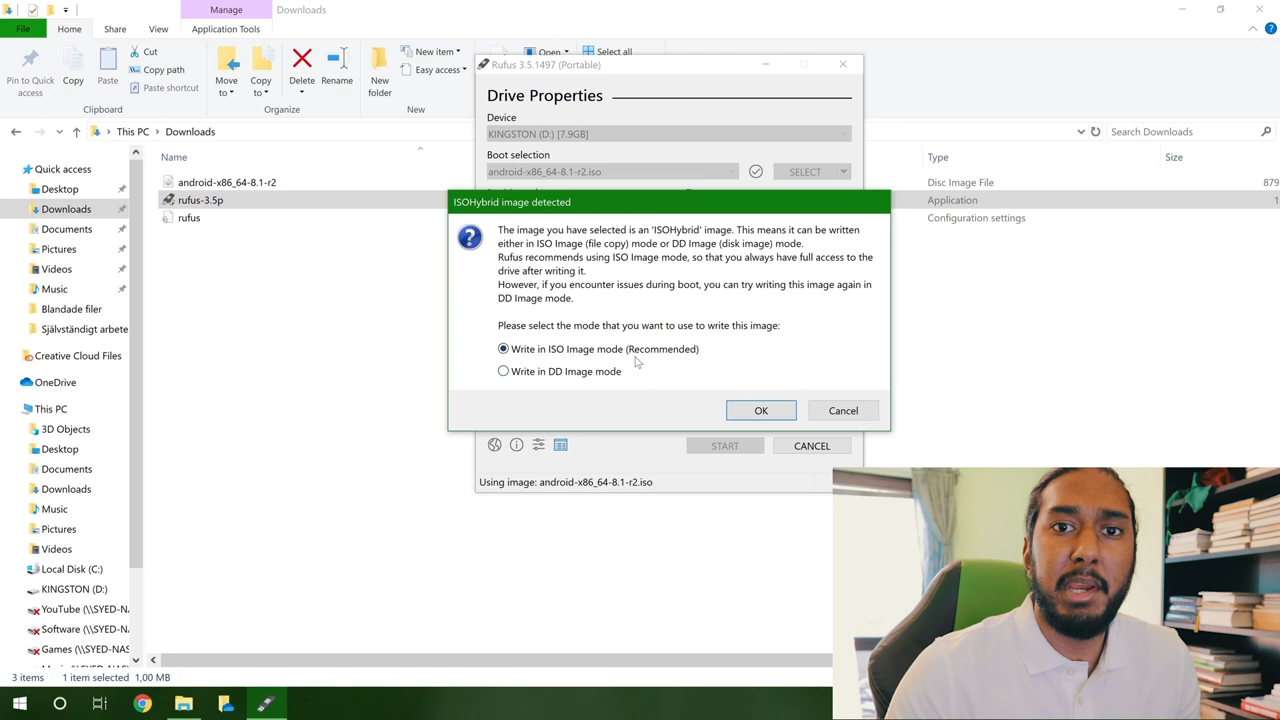 Manage
Downloads
File
Home
Share
View
Application Tools
Pin to Quick
access
Copy
Paste
Cut
Copy path
Paste shortcut
Clipboard
Move
to
Copy
to
Delete
Rename
Organize
New
folder
New item
Easy access
New
Open
Select all
This PC
Downloads
Search Downloads
Quick access
Desktop
Downloads
Documents
Pictures
Videos
Music
Blandade filer
Självständigt arbete
Creative Cloud Files
OneDrive
This PC
3D Objects
Desktop
Documents
Downloads
Music
Pictures
Videos
Local Disk (C:)
KINGSTON (D:)
YouTube (\\SYED-NA
Software (\\SYED-N
Games (\\SYED-NAS
Name
Type
Size
android-x86_64-8.1-r2
Disc Image File
879
rufus-3.5p
Application
1
rufus
Configuration settings
Rufus 3.5.1497 (Portable)
Drive Properties
Device
KINGSTON (D:) [7.9GB]
Boot selection
android-x86_64-8.1-r2.iso
SELECT
ISOHybrid image detected
The image you have selected is an 'ISOHybrid' image. This means it can be written
either in ISO Image (file copy) mode or DD Image (disk image) mode.
Rufus recommends using ISO Image mode, so that you always have full access to the
drive after writing it.
However, if you encounter issues during boot, you can try writing this image again in
DD Image mode.
Please select the mode that you want to use to write this image:
Write in ISO Image mode (Recommended)
Write in DD Image mode
OK
Cancel
START
CANCEL
Using image: android-x86_64-8.1-r2.iso
3 items
1 item selected 1,00 MB